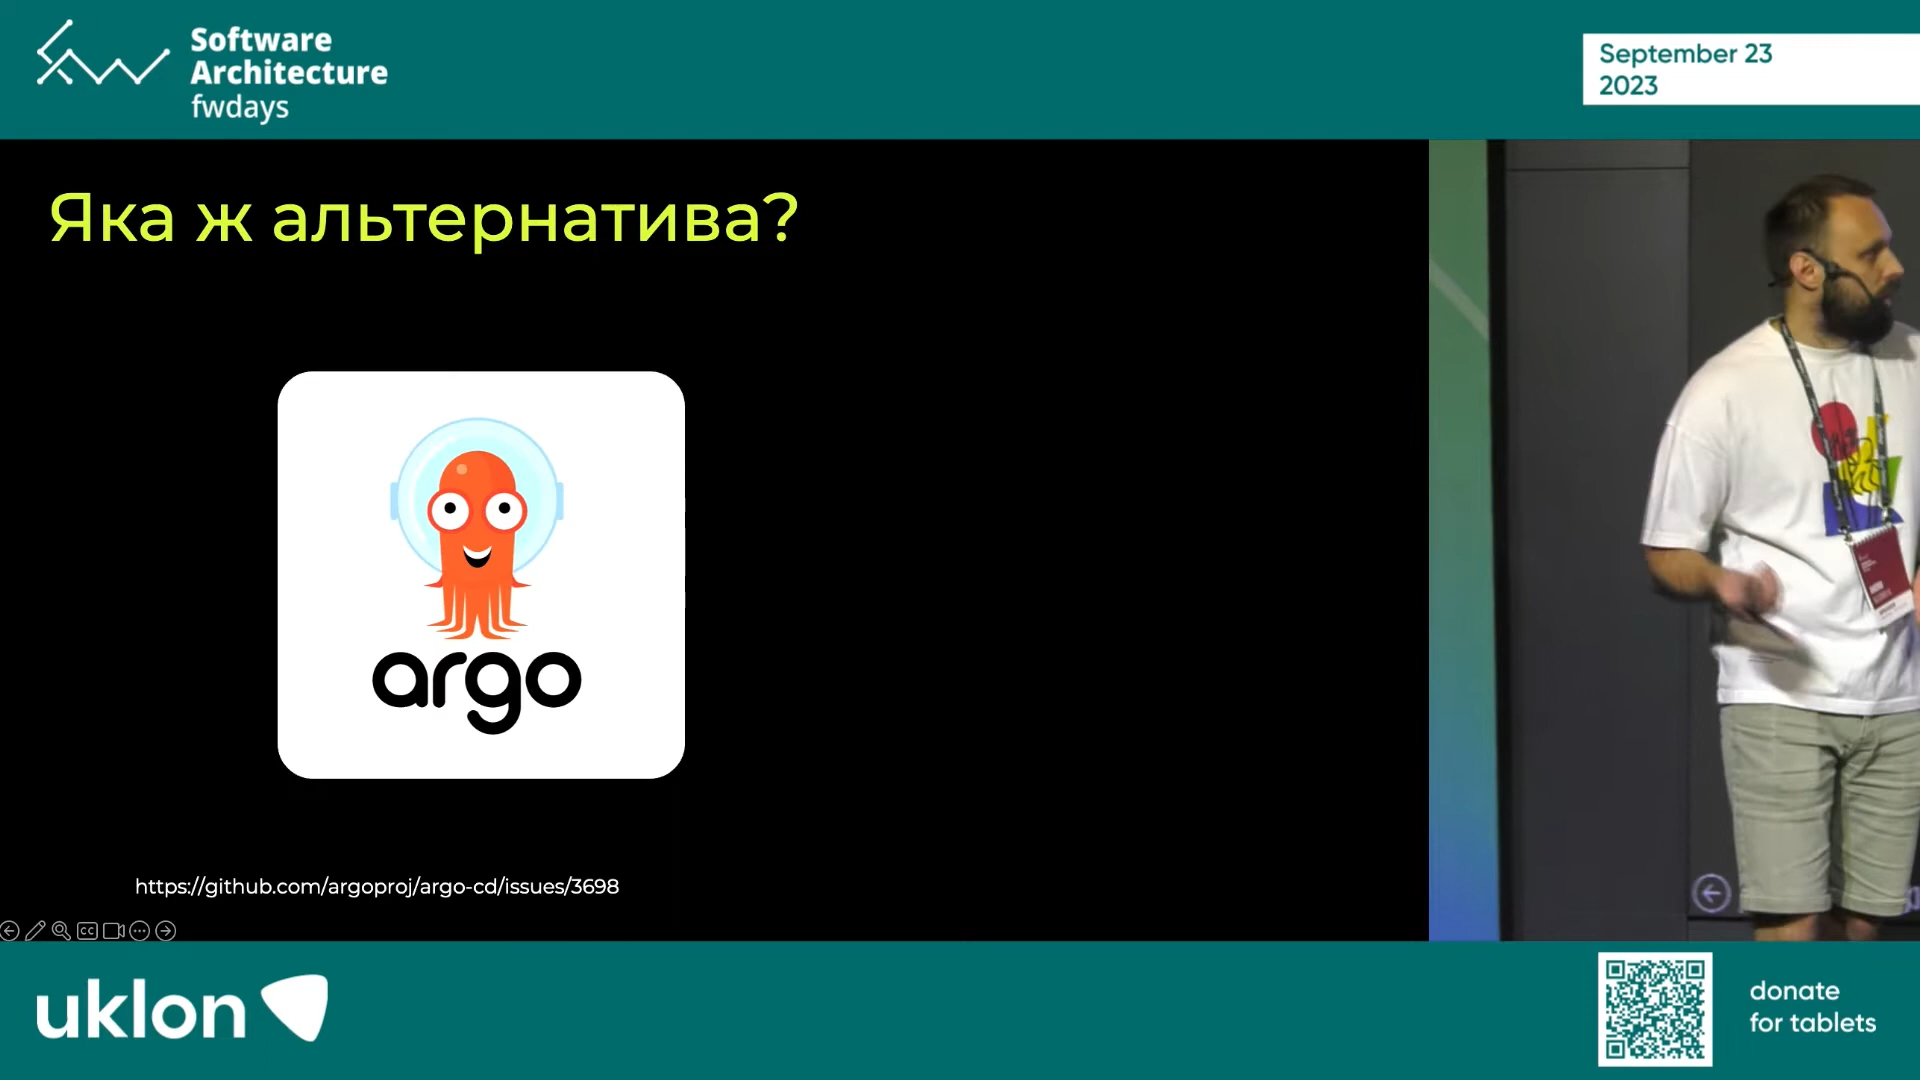 Software
Architecture
fwdays
September 23
2023
Яка ж альтернатива?
argo
https://github.com/argoproj/argo-cd/issues/3698
CC
uklon
donate
for tablets